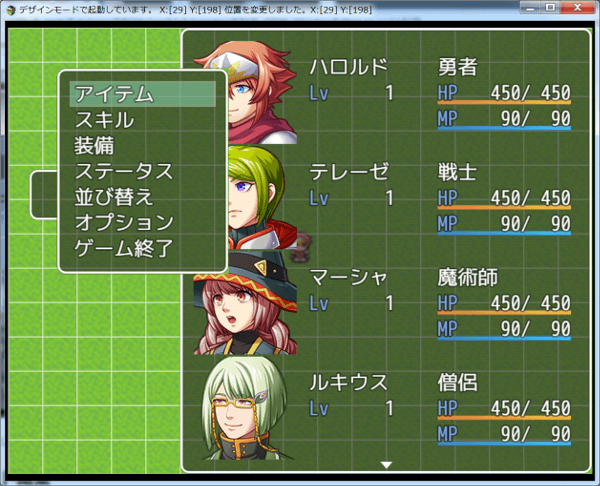 デザインモードで起動しています。 X:[29] Y:[198] 位置を変更しました。X:[29] Y:[198]
アイテム
スキル
装備
ステータス
並び替え
オプション
ゲーム終了
ハロルド 勇者
Lv 1 HP 450/ 450
MP 90/ 90
テレーゼ 戦士
Lv 1 HP 450/ 450
MP 90/ 90
マーシャ 魔術師
Lv 1 HP 450/ 450
MP 90/ 90
ルキウス 僧侶
Lv 1 HP 450/ 450
MP 90/ 90